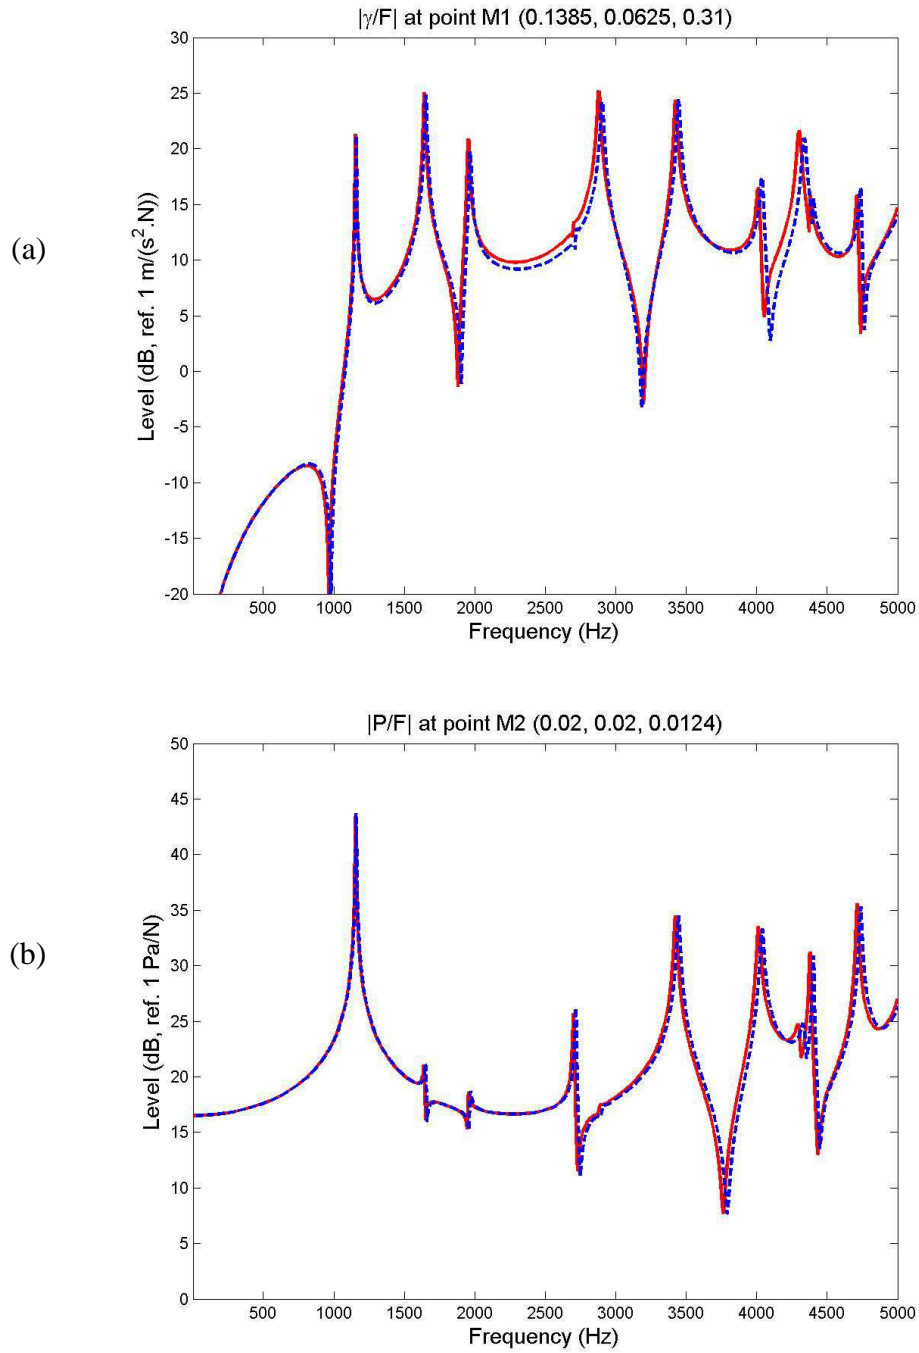 (a)
|γ/F| at point M1 (0.1385, 0.0625, 0.31)
Level (dB, ref. 1 m/(s².N))
30
25
20
15
10
5
0
-5
-10
-15
-20
500 1000 1500 2000 2500 3000 3500 4000 4500 5000
Frequency (Hz)
(b)
|P/F| at point M2 (0.02, 0.02, 0.0124)
Level (dB, ref. 1 Pa/N)
50
45
40
35
30
25
20
15
10
5
0
500 1000 1500 2000 2500 3000 3500 4000 4500 5000
Frequency (Hz)